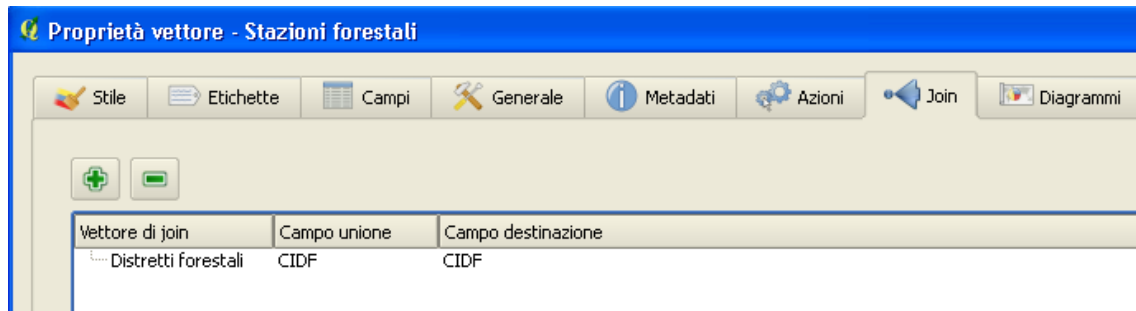 Proprietà vettore - Stazioni forestali
Stile Etichette Campi Generale Metadati Azioni Join Diagrammi
Vettore di join Campo unione Campo destinazione
Distretti forestali CIDF CIDF